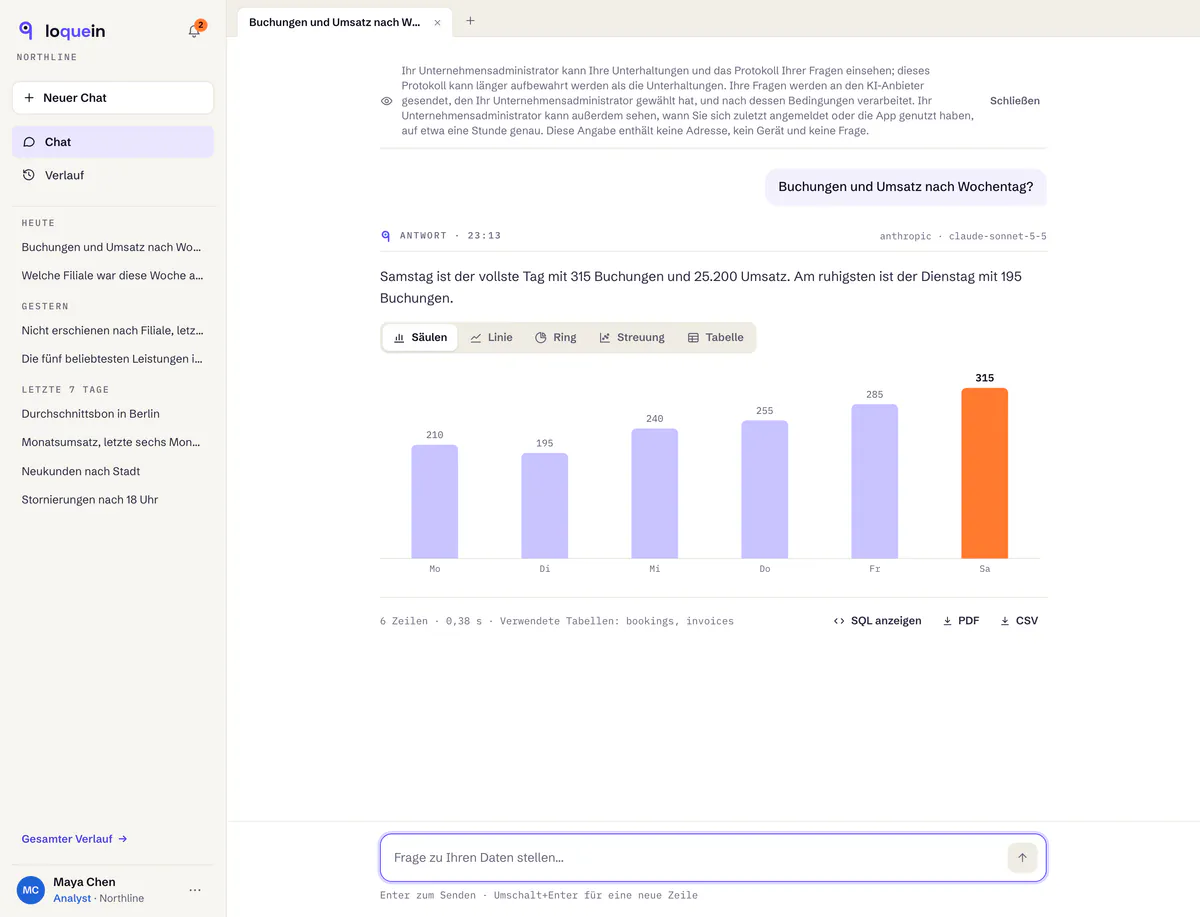 loquein
2
NORTHLINE
Neuer Chat
Chat
Verlauf
HEUTE
Buchungen und Umsatz nach Wo...
Welche Filiale war diese Woche a...
GESTERN
Nicht erschienen nach Filiale, letz...
Die fünf beliebtesten Leistungen i...
LETZTE 7 TAGE
Durchschnittsbon in Berlin
Monatsumsatz, letzte sechs Mon...
Neukunden nach Stadt
Stornierungen nach 18 Uhr
Gesamter Verlauf →
MC
Maya Chen
Analyst · Northline
Buchungen und Umsatz nach W...
Ihr Unternehmensadministrator kann Ihre Unterhaltungen und das Protokoll Ihrer Fragen einsehen; dieses
Protokoll kann länger aufbewahrt werden als die Unterhaltungen. Ihre Fragen werden an den KI-Anbieter
gesendet, den Ihr Unternehmensadministrator gewählt hat, und nach dessen Bedingungen verarbeitet. Ihr
Unternehmensadministrator kann außerdem sehen, wann Sie sich zuletzt angemeldet oder die App genutzt haben,
auf etwa eine Stunde genau. Diese Angabe enthält keine Adresse, kein Gerät und keine Frage.
Schließen
Buchungen und Umsatz nach Wochentag?
ANTWORT · 23:13
anthropic · claude-sonnet-5-5
Samstag ist der vollste Tag mit 315 Buchungen und 25.200 Umsatz. Am ruhigsten ist der Dienstag mit 195
Buchungen.
Säulen Linie Ring Streuung Tabelle
210 195 240 255 285 315
Mo Di Mi Do Fr Sa
6 Zeilen · 0,38 s · Verwendete Tabellen: bookings, invoices
SQL anzeigen PDF CSV
Frage zu Ihren Daten stellen...
Enter zum Senden · Umschalt+Enter für eine neue Zeile